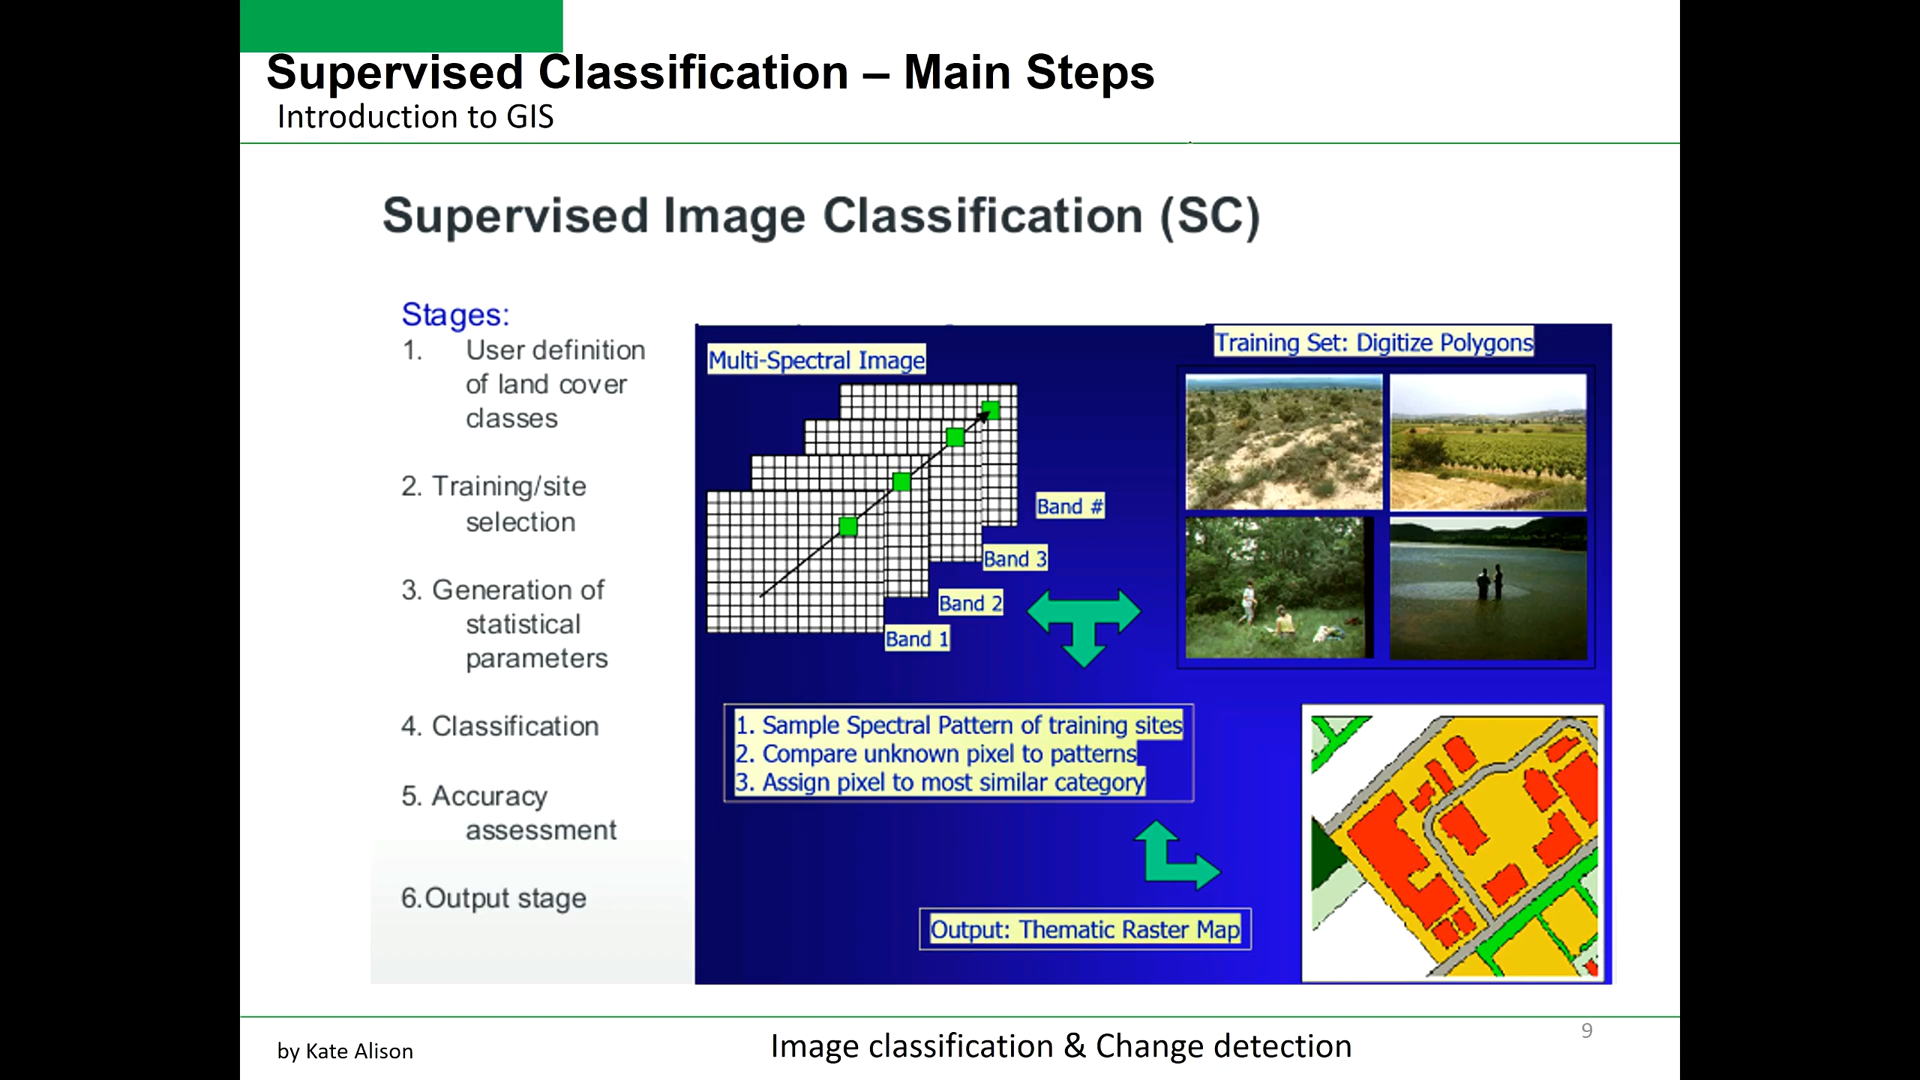 Supervised Classification – Main Steps
Introduction to GIS
Supervised Image Classification (SC)
Stages:
1. User definition
of land cover
classes
2. Training/site
selection
3. Generation of
statistical
parameters
4. Classification
5. Accuracy
assessment
6.Output stage
Multi-Spectral Image
Band #
Band 3
Band 2
Band 1
Training Set: Digitize Polygons
1. Sample Spectral Pattern of training sites
2. Compare unknown pixel to patterns
3. Assign pixel to most similar category
Output: Thematic Raster Map
by Kate Alison
Image classification & Change detection
9